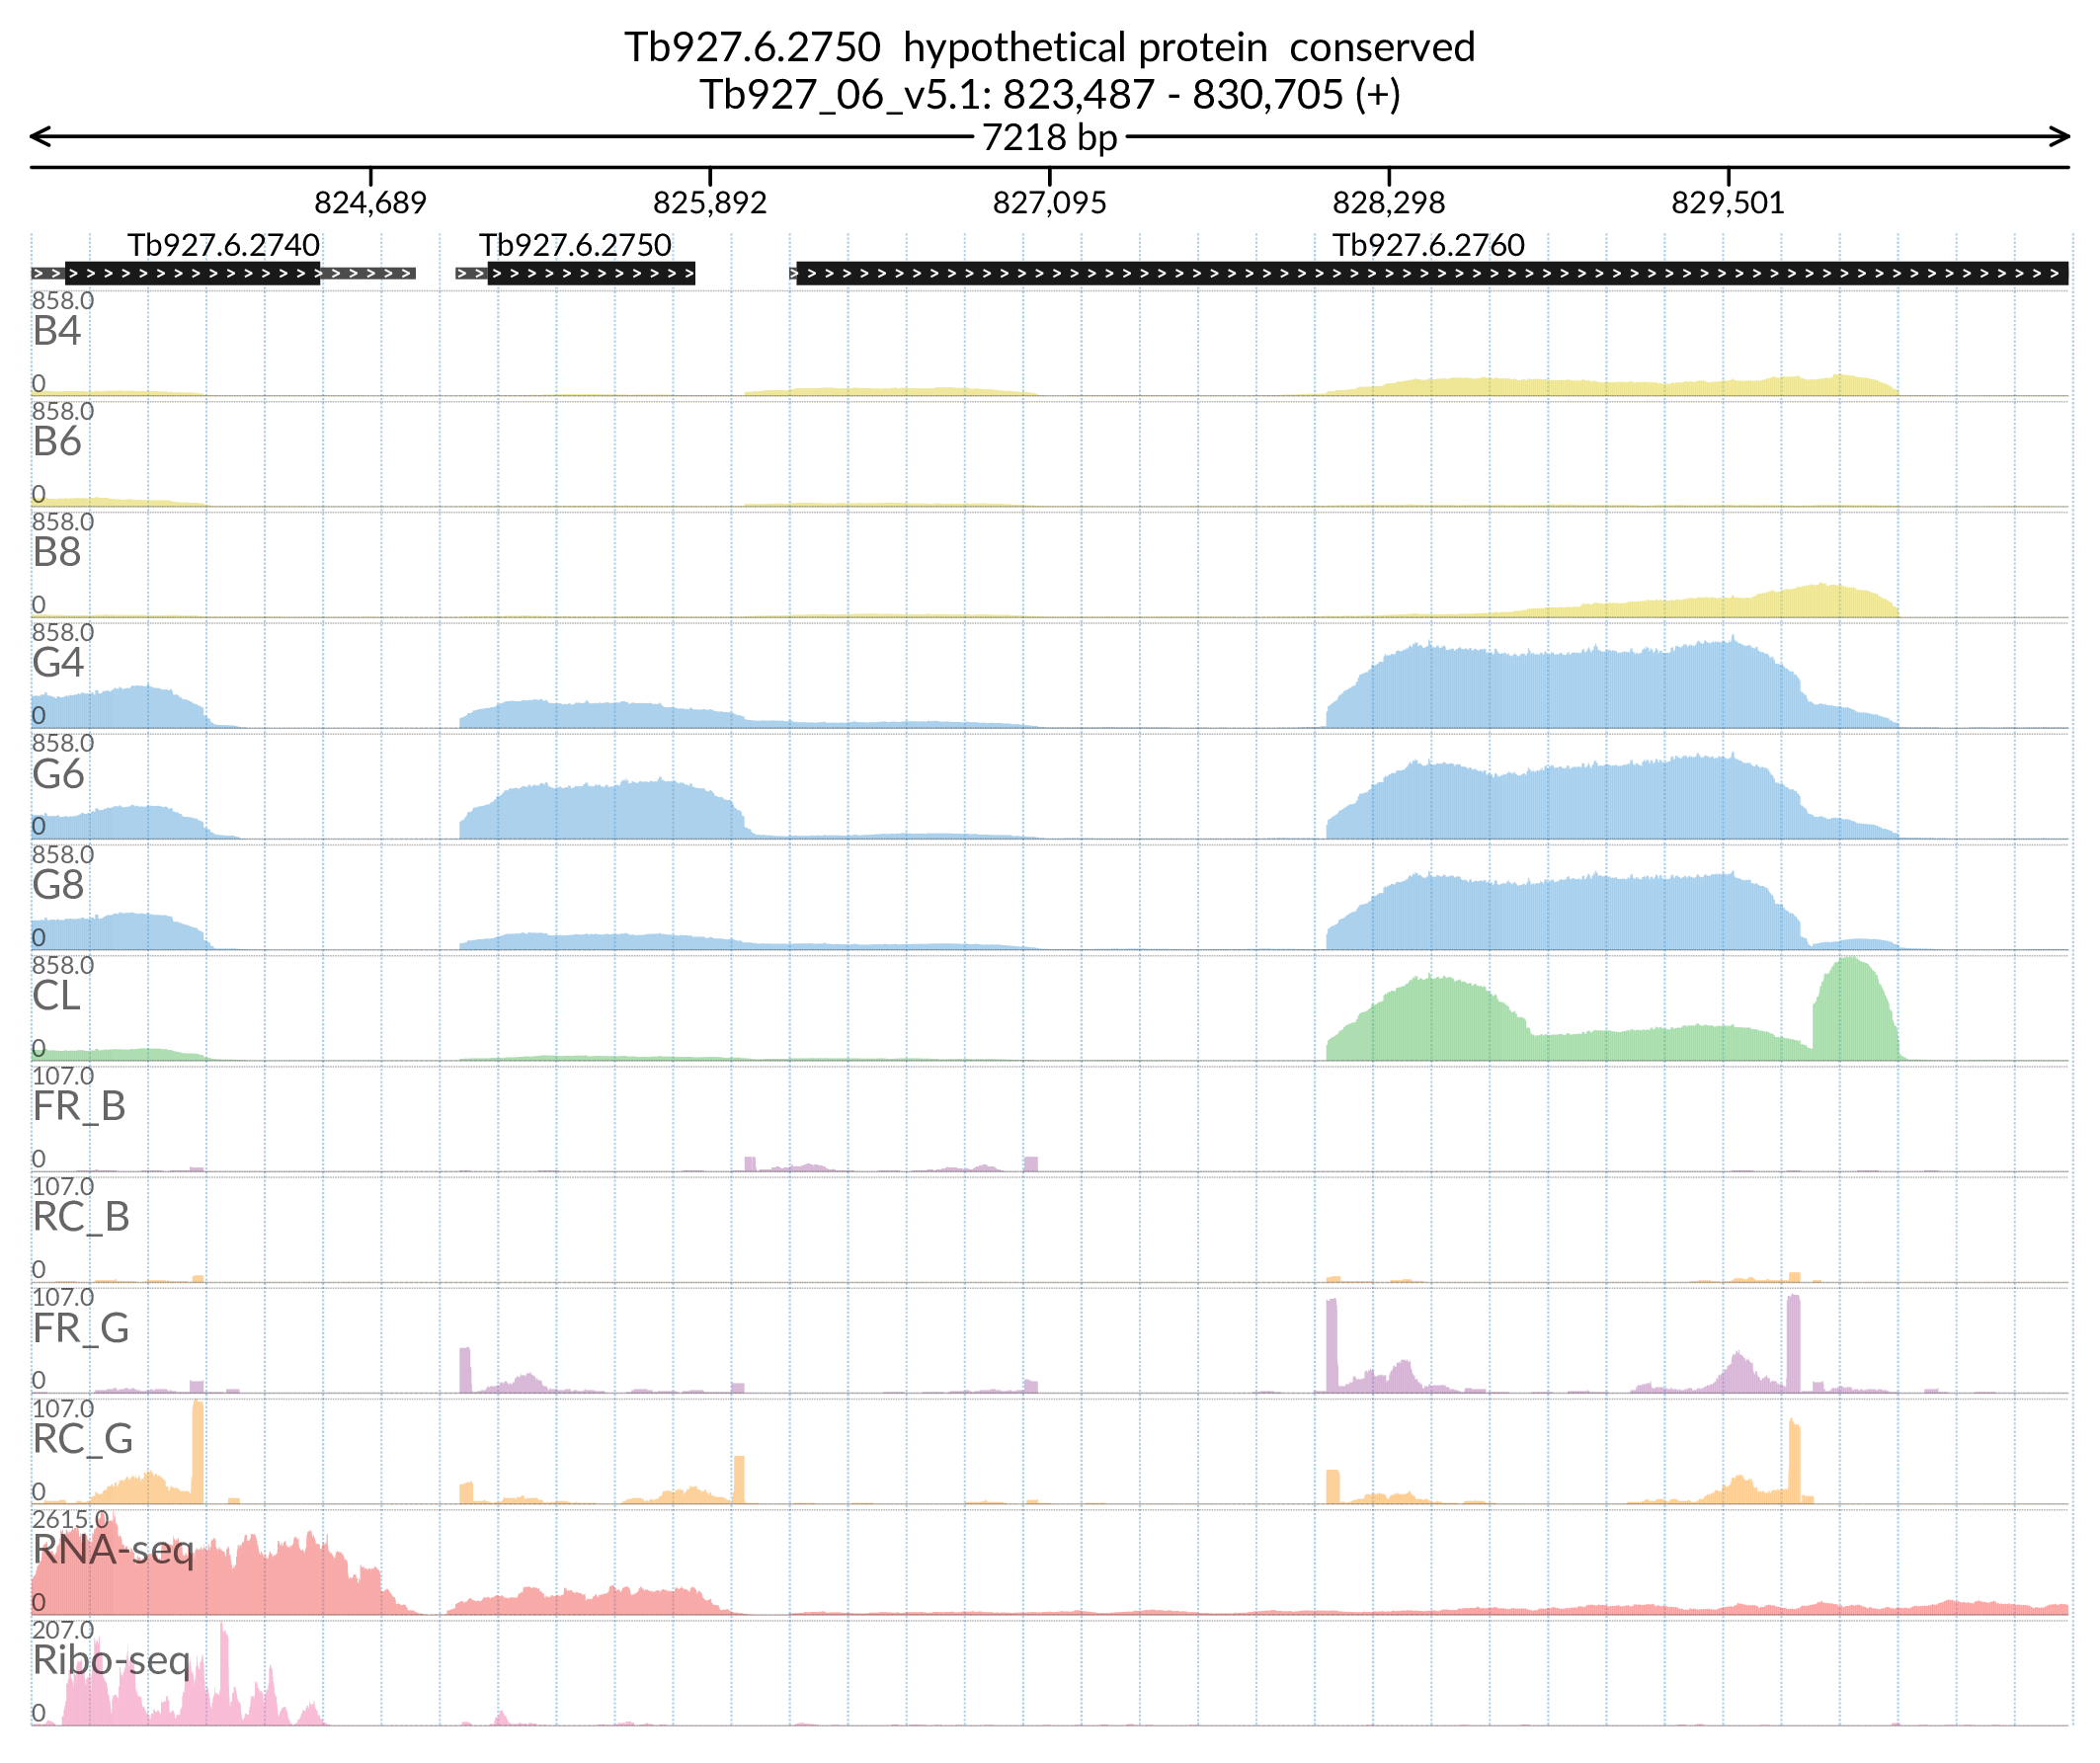 Tb927.6.2750  hypothetical protein  conserved
Tb927_06_v5.1: 823,487 - 830,705 (+)
7218 bp
824,689 825,892 827,095 828,298 829,501
Tb927.6.2740 Tb927.6.2750 Tb927.6.2760
858.0
B4
0
858.0
B6
0
858.0
B8
0
858.0
G4
0
858.0
G6
0
858.0
G8
0
858.0
CL
0
107.0
FR_B
0
107.0
RC_B
0
107.0
FR_G
0
107.0
RC_G
0
2615.0
RNA-seq
0
207.0
Ribo-seq
0